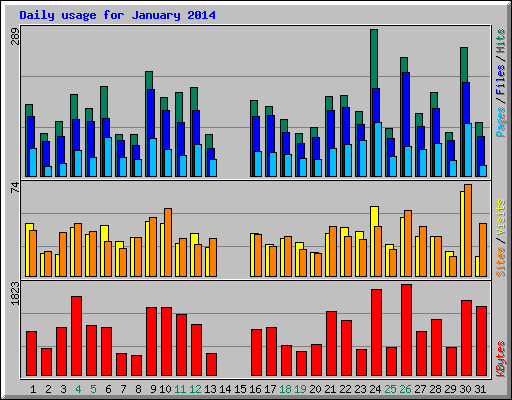 Daily usage for January 2014
289
74
1823
Pages / Files / Hits
Sites / Visits
KBytes
1 2 3 4 5 6 7 8 9 10 11 12 13 14 15 16 17 18 19 20 21 22 23 24 25 26 27 28 29 30 31